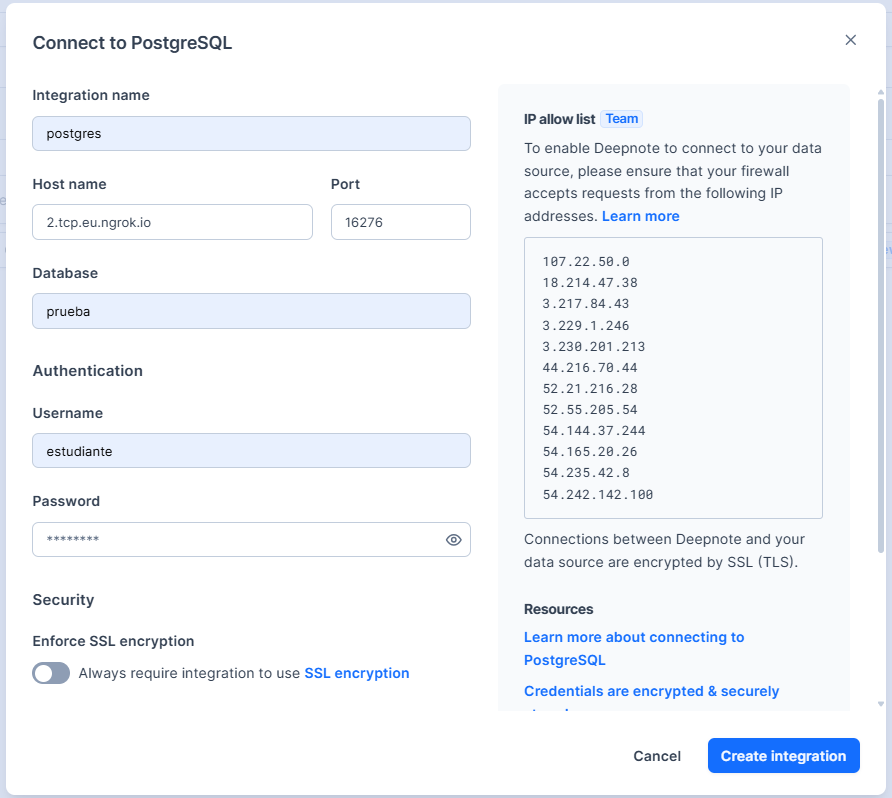 Connect to PostgreSQL
Integration name
postgres
Host name
Port
2.tcp.eu.ngrok.io
16276
Database
prueba
Authentication
Username
estudiante
Password
********
Security
Enforce SSL encryption
Always require integration to use SSL encryption
IP allow list Team
To enable Deepnote to connect to your data
source, please ensure that your firewall
accepts requests from the following IP
addresses. Learn more
107.22.50.0
18.214.47.38
3.217.84.43
3.229.1.246
3.230.201.213
44.216.70.44
52.21.216.28
52.55.205.54
54.144.37.244
54.165.20.26
54.235.42.8
54.242.142.100
Connections between Deepnote and your
data source are encrypted by SSL (TLS).
Resources
Learn more about connecting to
PostgreSQL
Credentials are encrypted & securely
Cancel
Create integration